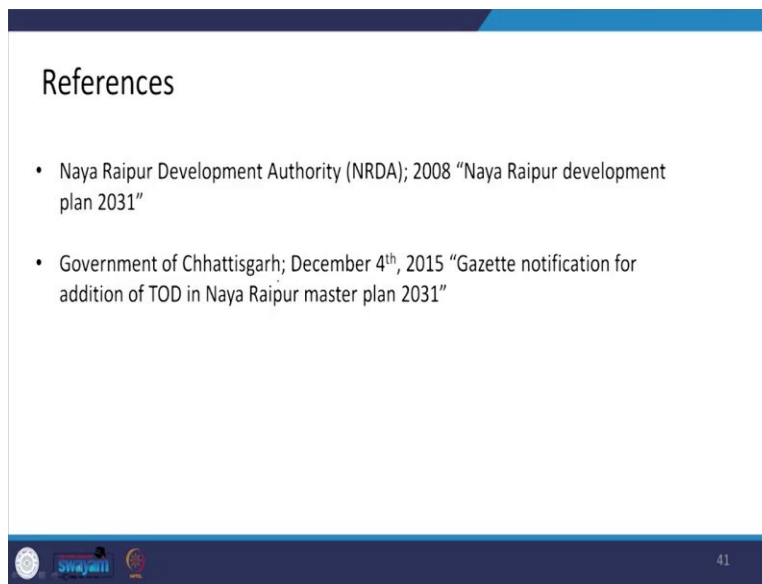 References
• Naya Raipur Development Authority (NRDA); 2008 “Naya Raipur development
plan 2031”
• Government of Chhattisgarh; December 4th, 2015 “Gazette notification for
addition of TOD in Naya Raipur master plan 2031”
swayam
41